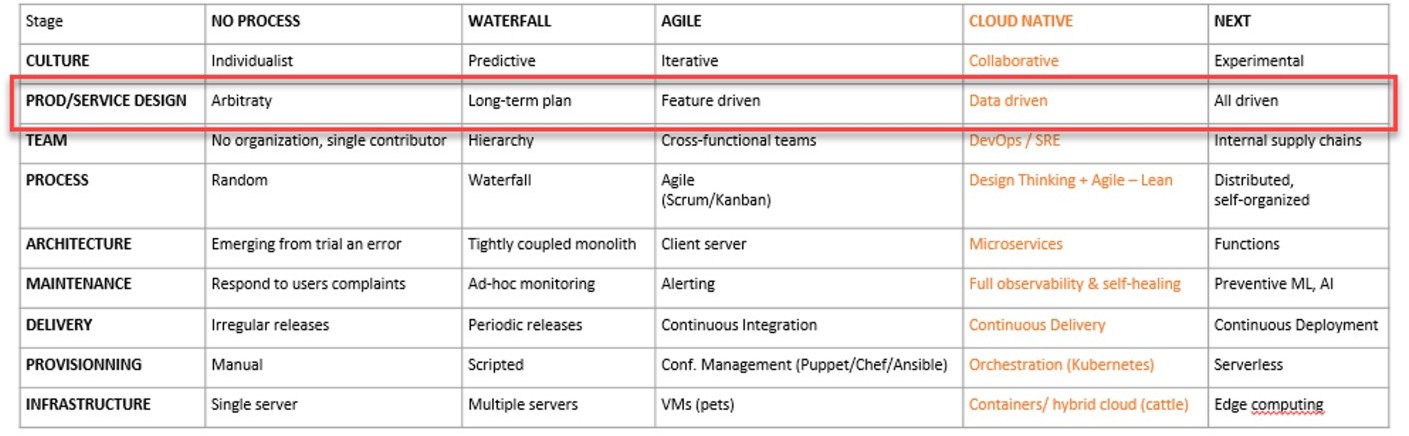 Stage NO PROCESS WATERFALL AGILE CLOUD NATIVE NEXT
CULTURE Individualist Predictive Iterative Collaborative Experimental
PROD/SERVICE DESIGN Arbitraty Long-term plan Feature driven Data driven All driven
TEAM No organization, single contributor Hierarchy Cross-functional teams DevOps / SRE Internal supply chains
PROCESS Random Waterfall Agile Design Thinking + Agile – Lean Distributed,
(Scrum/Kanban) self-organized
ARCHITECTURE Emerging from trial an error Tightly coupled monolith Client server Microservices Functions
MAINTENANCE Respond to users complaints Ad-hoc monitoring Alerting Full observability & self-healing Preventive ML, AI
DELIVERY Irregular releases Periodic releases Continuous Integration Continuous Delivery Continuous Deployment
PROVISIONNING Manual Scripted Conf. Management (Puppet/Chef/Ansible) Orchestration (Kubernetes) Serverless
INFRASTRUCTURE Single server Multiple servers VMs (pets) Containers/ hybrid cloud (cattle) Edge computing